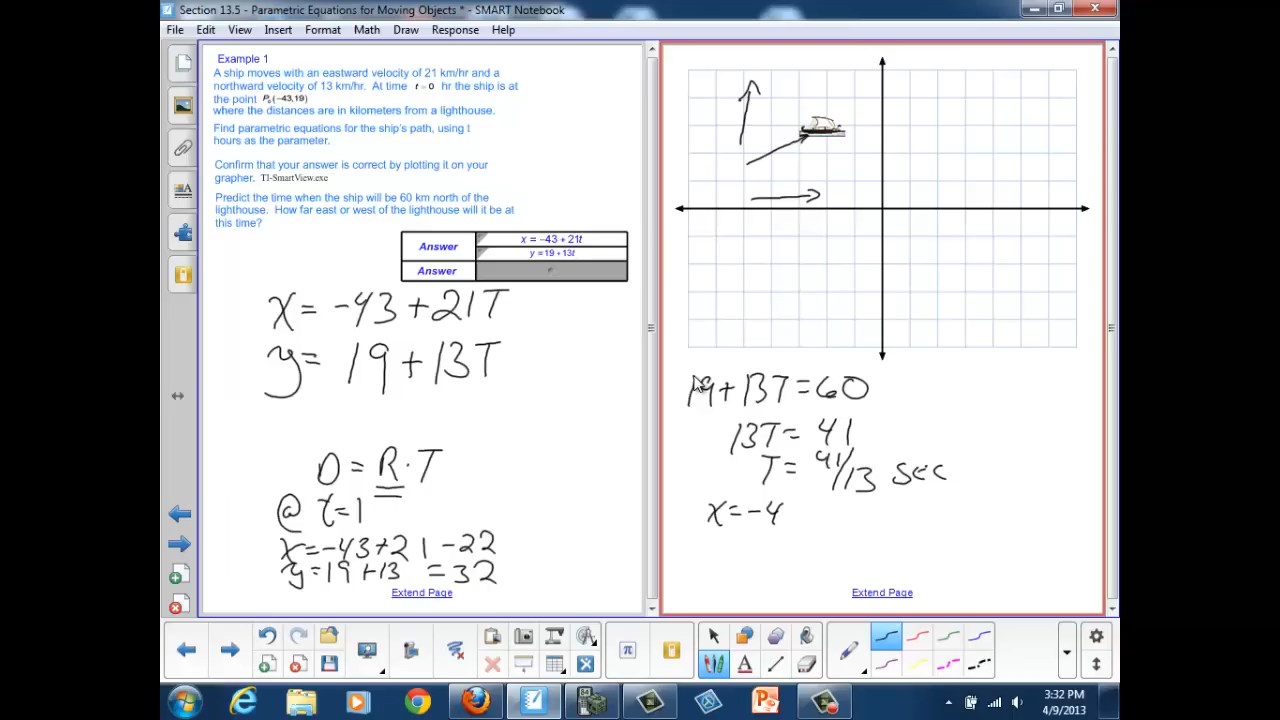 Section 13.5 - Parametric Equations for Moving Objects * - SMART Notebook
File Edit View Insert Format Math Draw Response Help
Example 1
A ship moves with an eastward velocity of 21 km/hr and a
northward velocity of 13 km/hr. At time t = 0 hr the ship is at
the point P₀(-43,19)
where the distances are in kilometers from a lighthouse.
Find parametric equations for the ship's path, using t
hours as the parameter.
Confirm that your answer is correct by plotting it on your
grapher. TI-SmartView.exe
Predict the time when the ship will be 60 km north of the
lighthouse. How far east or west of the lighthouse will it be at
this time?
Answer x = -43 + 21t
y = 19 + 13t
Answer
x = -43 + 21T
y = 19 + 13T
D = R · T
@ t = 1
x = -43 + 21 -22
y = 19 + 13 = 32
Extend Page
19 + 13T = 60
13T = 41
T = 41/13 sec
x = -4
Extend Page
3:32 PM
4/9/2013